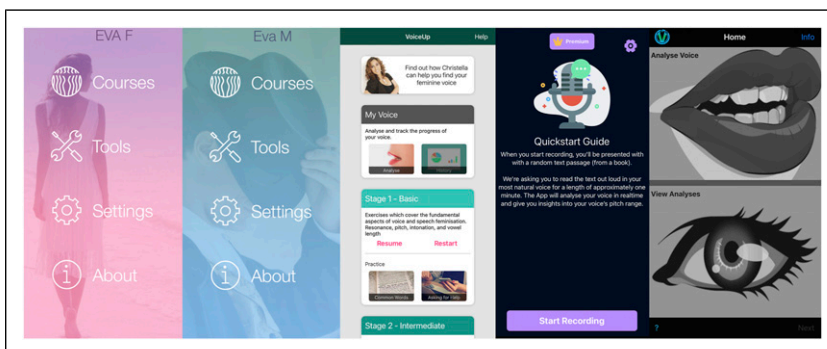 EVA F
Courses
Tools
Settings
About
Eva M
Courses
Tools
Settings
About
VoiceUp
Help
Find out how Christella
can help you find your
feminine voice
My Voice
Analyse and track the progress
of your voice.
Analyse
History
Stage 1 - Basic
Exercises which cover the fundamental
aspects of voice and speech feminisation.
Resonance, pitch, intonation, and vowel
length
Resume
Restart
Practice
Common Words
Asking for Help
Stage 2 - Intermediate
Premium
Quickstart Guide
When you start recording, you'll be presented with
with a random text passage (from a book).
We're asking you to read the text out loud in your
most natural voice for a length of approximately one
minute. The App will analyse your voice in realtime
and give you insights into your voice's pitch range.
Start Recording
Home
Info
Analyse Voice
View Analyses
?
Next